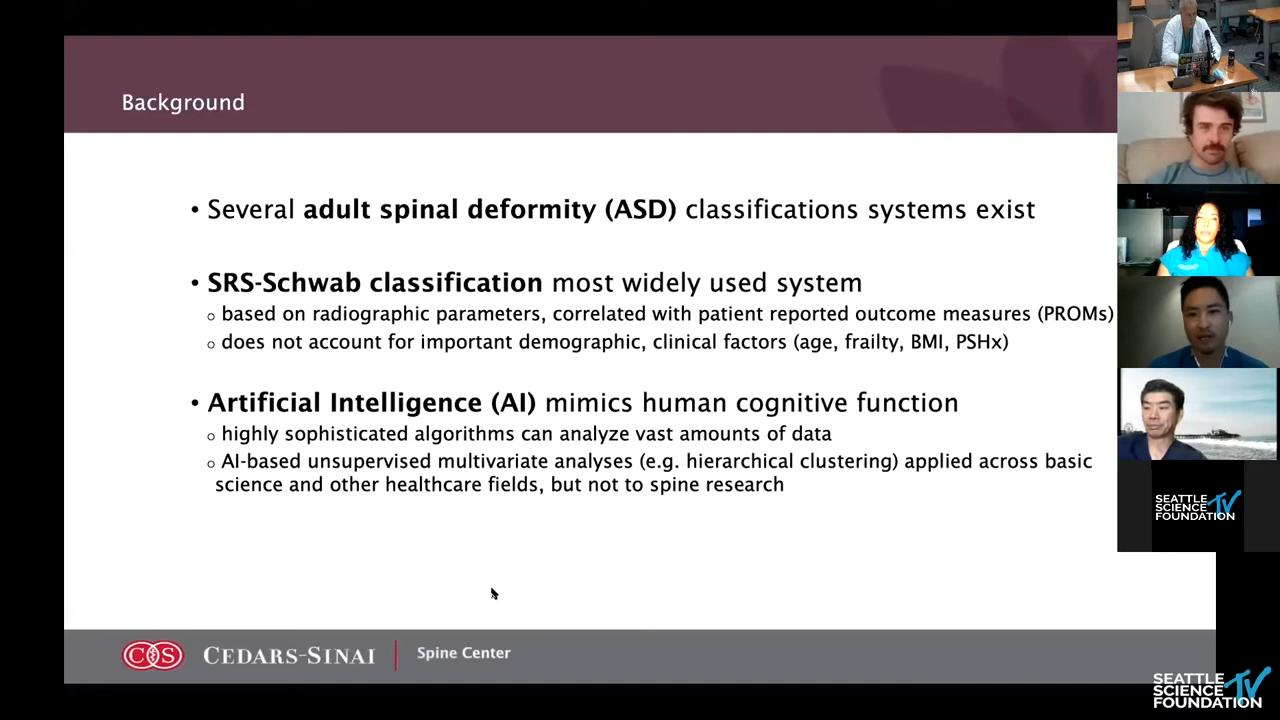 Background
• Several adult spinal deformity (ASD) classifications systems exist
• SRS-Schwab classification most widely used system
○ based on radiographic parameters, correlated with patient reported outcome measures (PROMs)
○ does not account for important demographic, clinical factors (age, frailty, BMI, PSHx)
• Artificial Intelligence (AI) mimics human cognitive function
○ highly sophisticated algorithms can analyze vast amounts of data
○ AI-based unsupervised multivariate analyses (e.g. hierarchical clustering) applied across basic
science and other healthcare fields, but not to spine research
CEDARS-SINAI
Spine Center
SEATTLE
SCIENCE TV
FOUNDATION
SEATTLE
SCIENCE TV
FOUNDATION